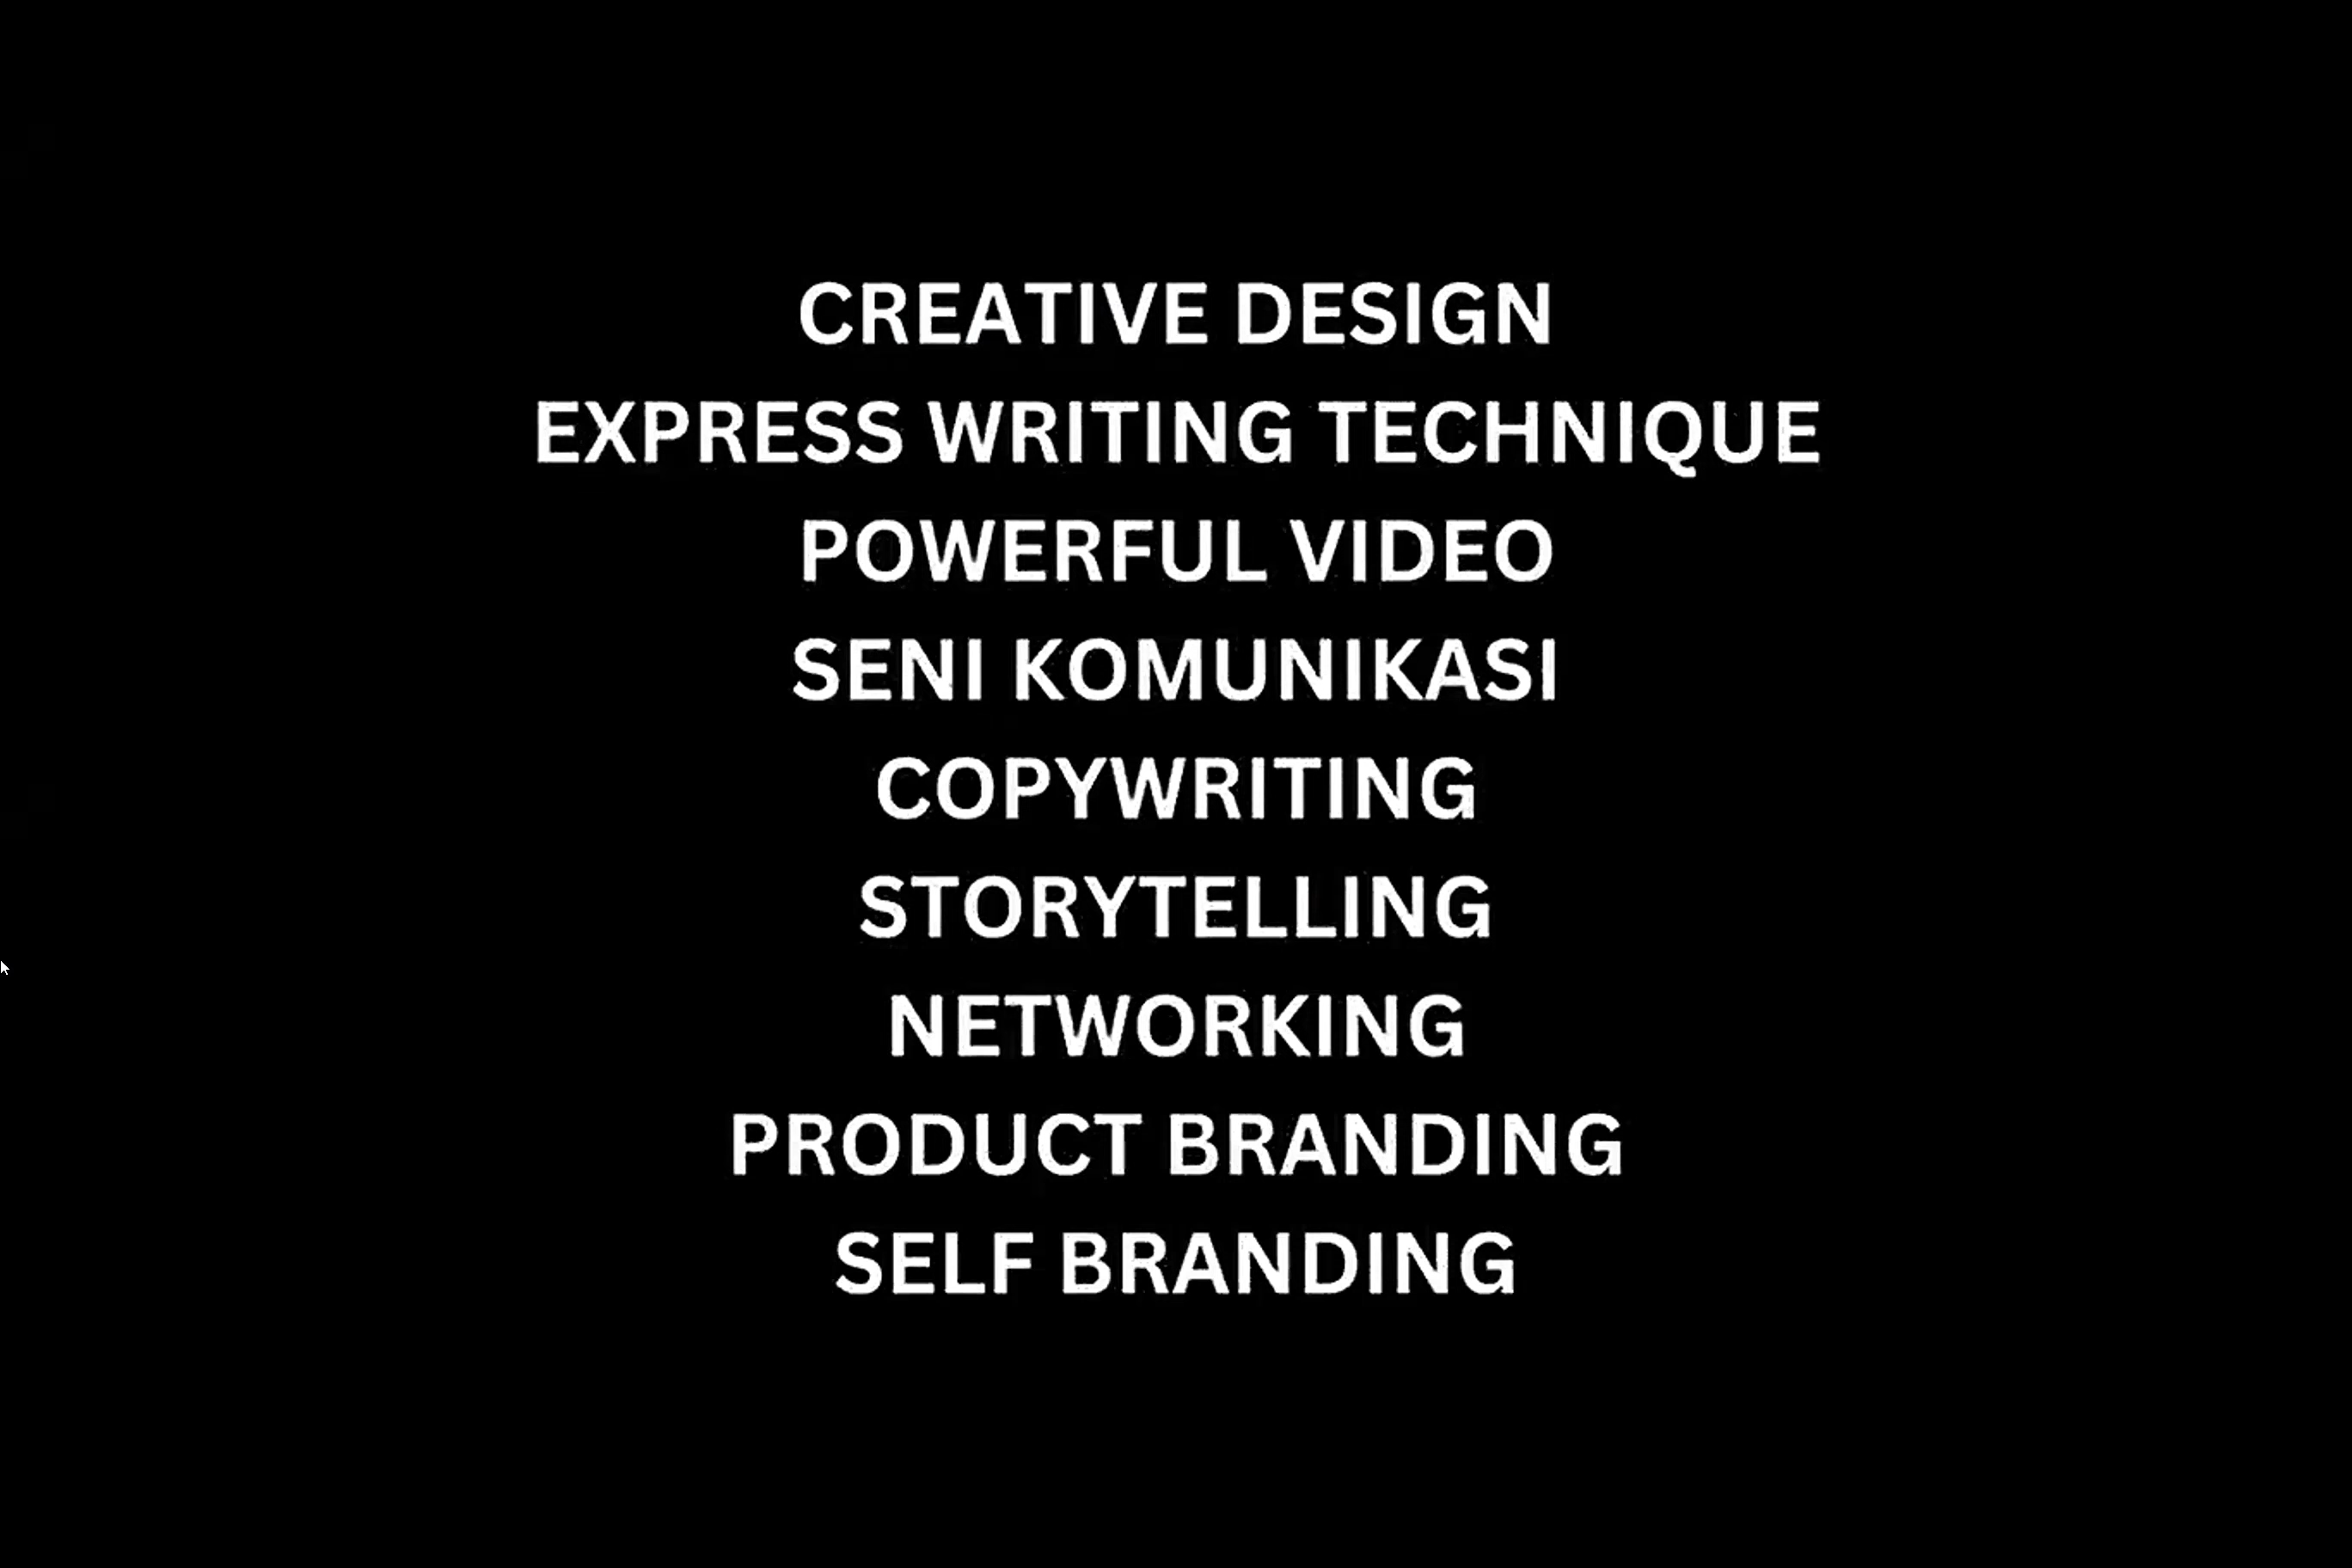 CREATIVE DESIGN
EXPRESS WRITING TECHNIQUE
POWERFUL VIDEO
SENI KOMUNIKASI
COPYWRITING
STORYTELLING
NETWORKING
PRODUCT BRANDING
SELF BRANDING